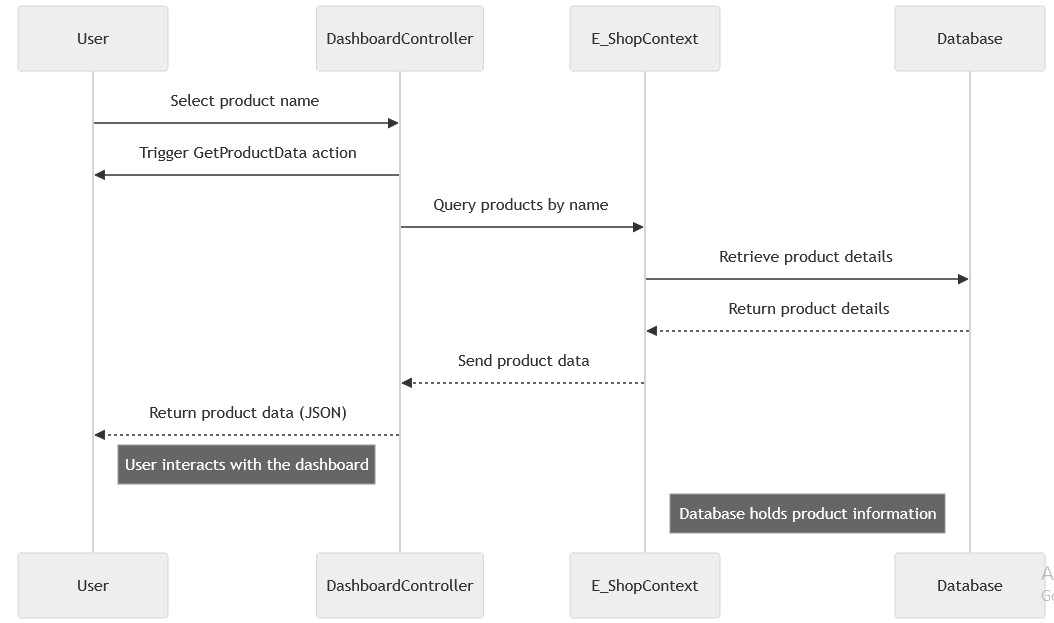 User
DashboardController
E_ShopContext
Database
Select product name
Trigger GetProductData action
Query products by name
Retrieve product details
Return product details
Send product data
Return product data (JSON)
User interacts with the dashboard
Database holds product information
User
DashboardController
E_ShopContext
Database